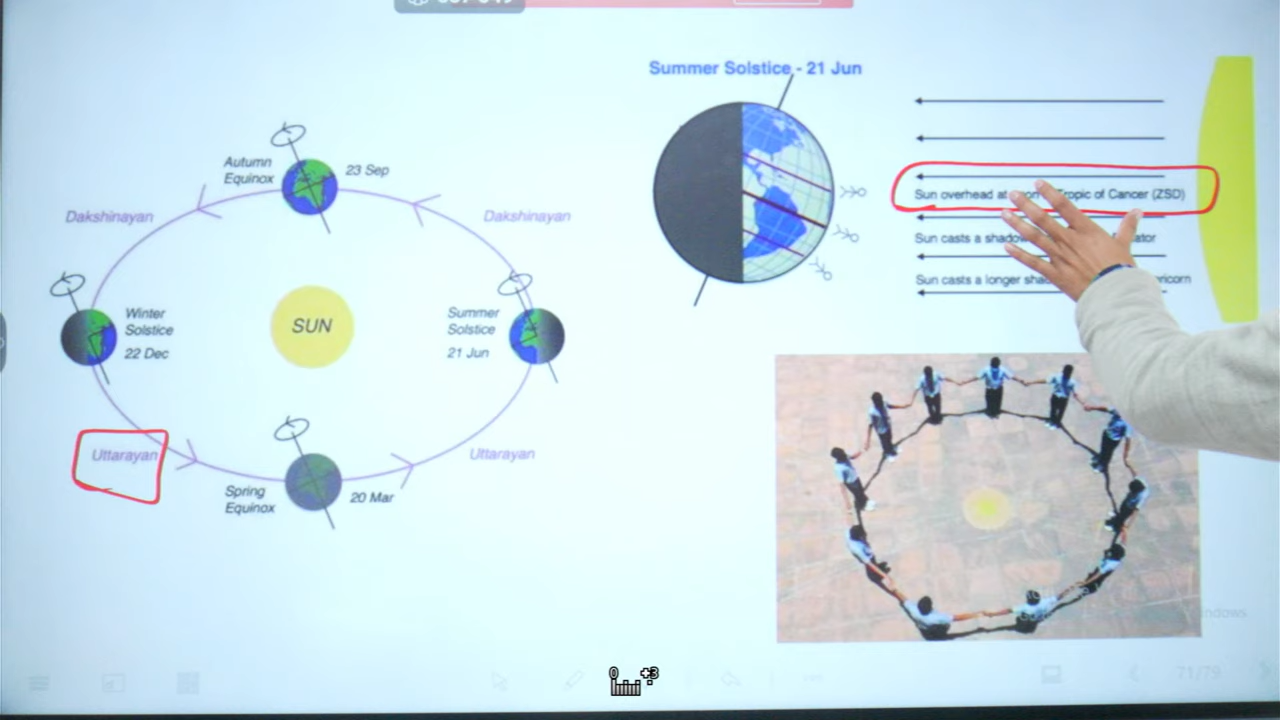 Summer Solstice - 21 Jun
Autumn
Equinox
23 Sep
Dakshinayan
Dakshinayan
Winter
Solstice
22 Dec
SUN
Summer
Solstice
21 Jun
Uttarayan
Uttarayan
Spring
Equinox
20 Mar
Sun overhead at Tropic of Cancer (ZSD)
Sun casts a
Sun casts a longer
71/79
0 +3